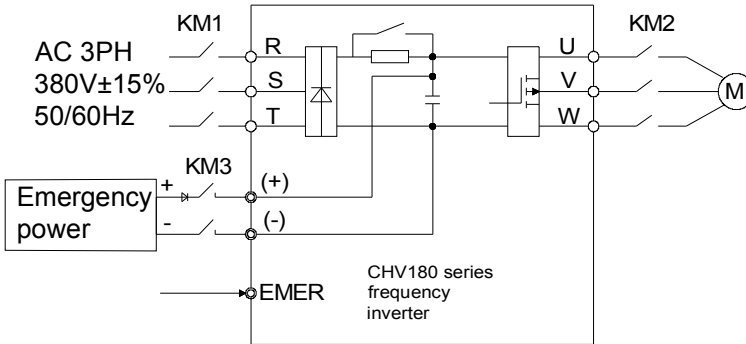 KM1
KM2
AC 3PH
380V±15%
50/60Hz
R
S
T
U
V
W
M
KM3
Emergency
power
+
-
(+)
(-)
EMER
CHV180 series
frequency
inverter